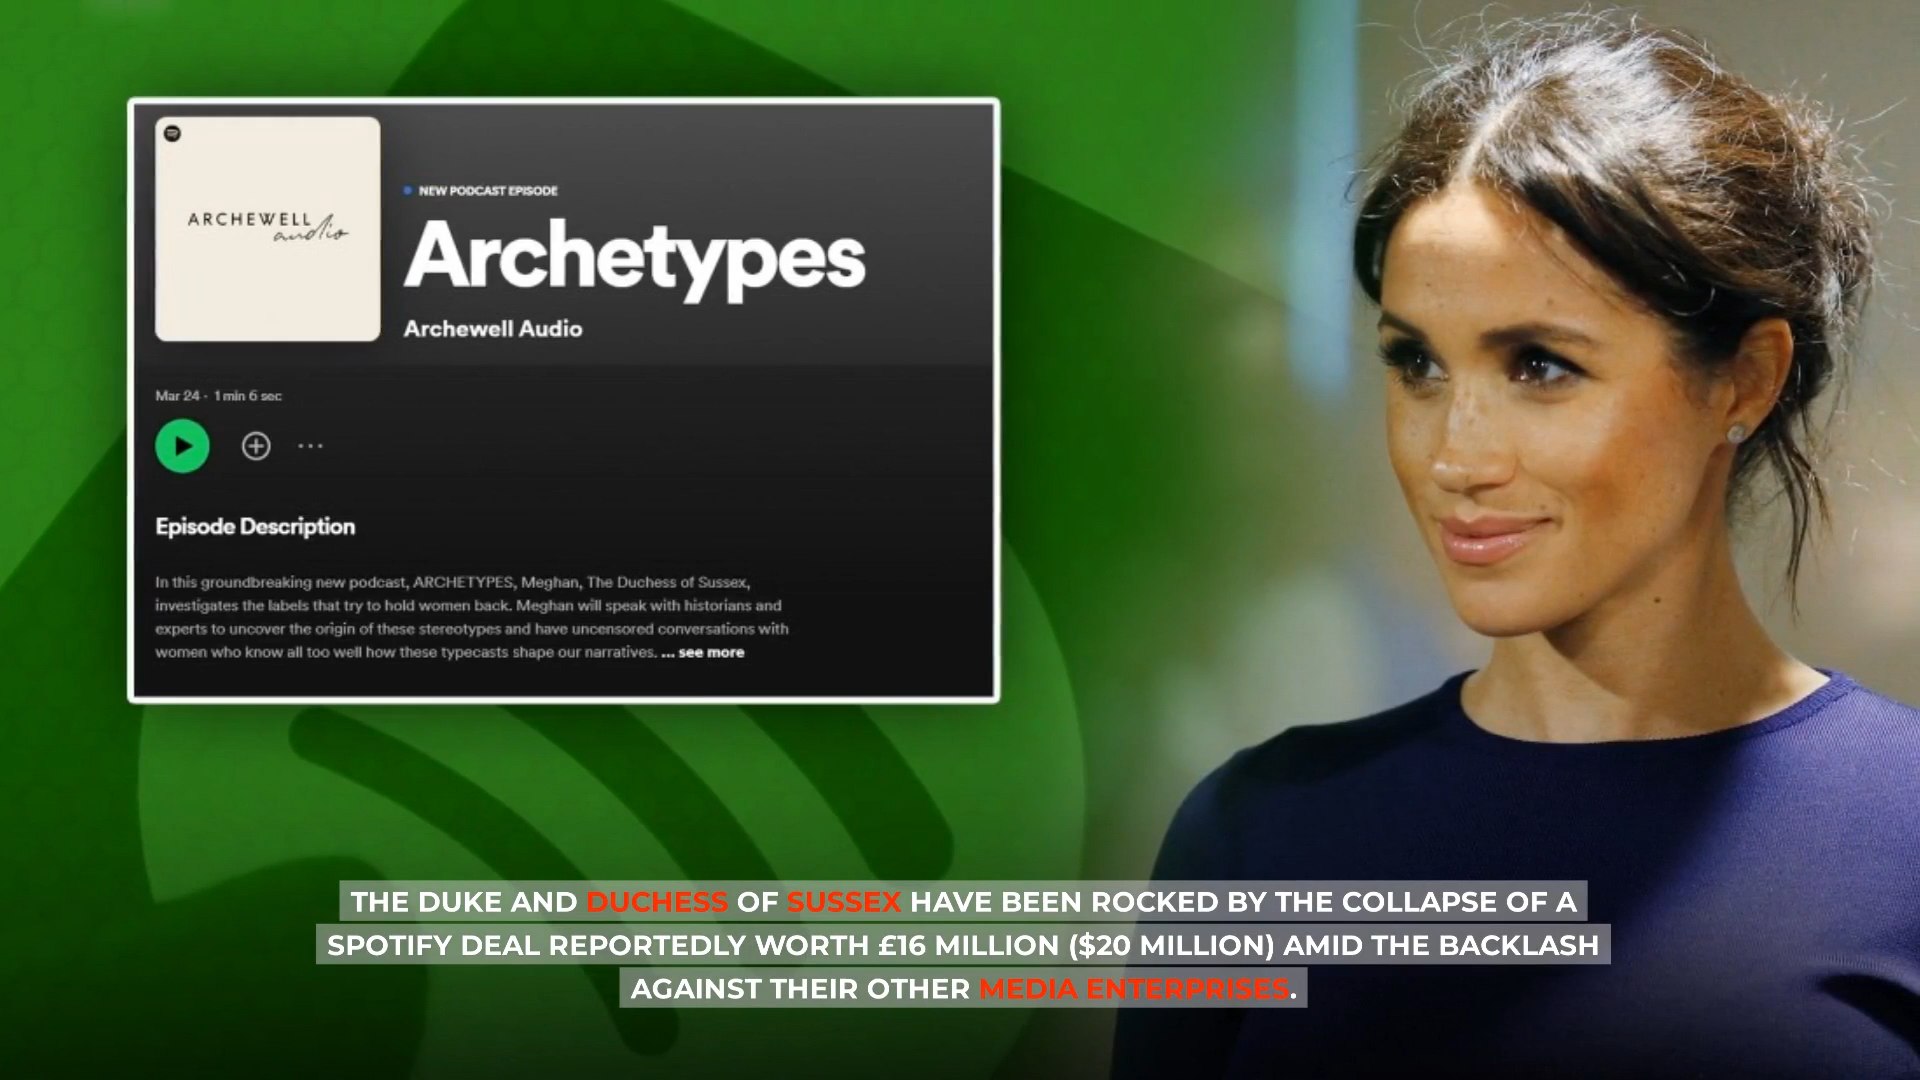 ARCHEWELL
audio
NEW PODCAST EPISODE
Archetypes
Archewell Audio
Mar 24 · 1 min 6 sec
Episode Description
In this groundbreaking new podcast, ARCHETYPES, Meghan, The Duchess of Sussex,
investigates the labels that try to hold women back. Meghan will speak with historians and
experts to uncover the origin of these stereotypes and have uncensored conversations with
women who know all too well how these typecasts shape our narratives. ... see more
THE DUKE AND DUCHESS OF SUSSEX HAVE BEEN ROCKED BY THE COLLAPSE OF A
SPOTIFY DEAL REPORTEDLY WORTH £16 MILLION ($20 MILLION) AMID THE BACKLASH
AGAINST THEIR OTHER MEDIA ENTERPRISES.